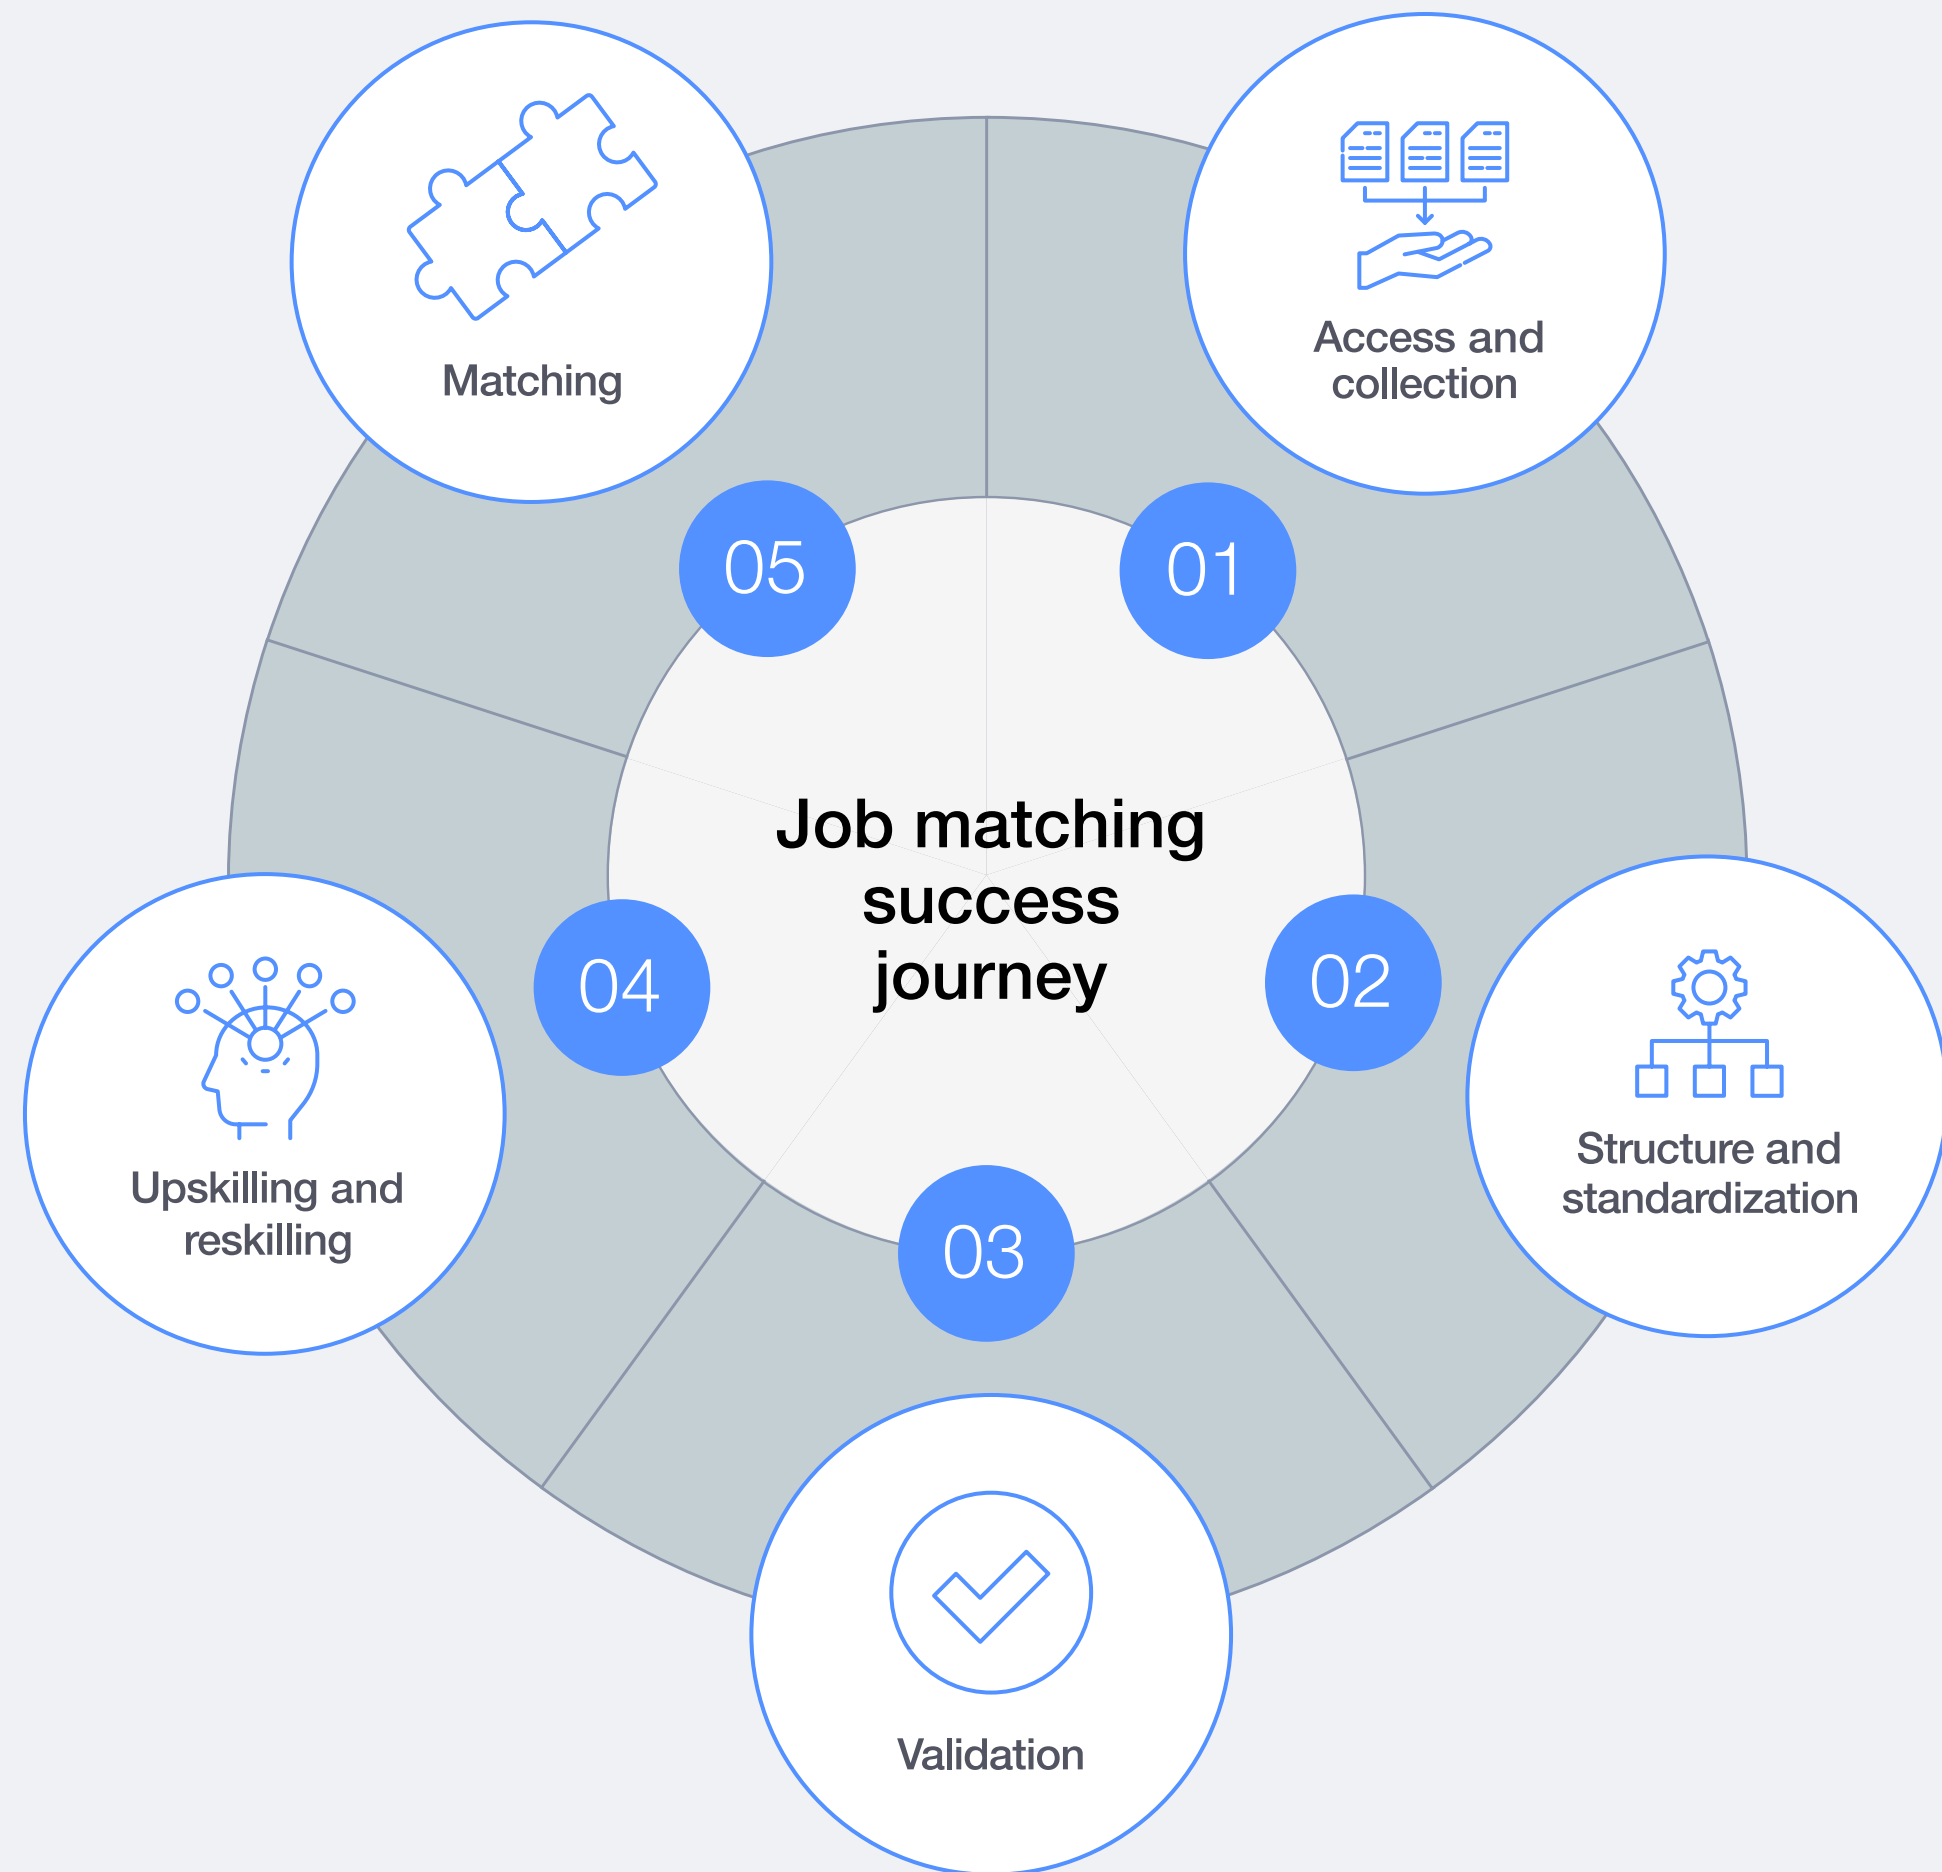 Job matching
success
journey
01
Access and
collection
02
Structure and
standardization
03
Validation
04
Upskilling and
reskilling
05
Matching